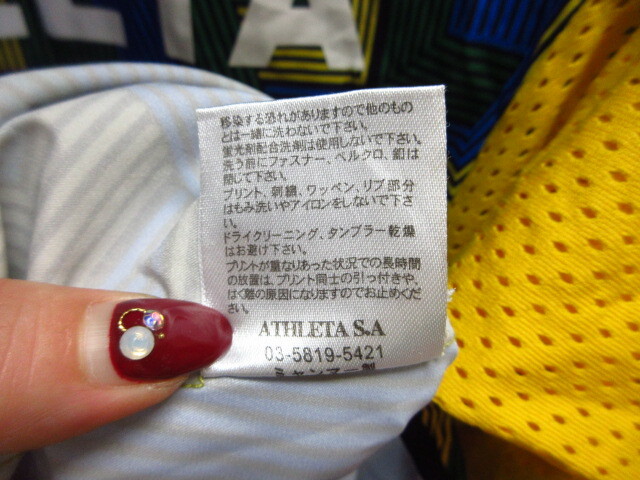 ETA
移染する恐れがありますので他のもの
とは一緒に洗わないで下さい。
蛍光剤配合洗剤は使用しないで下さい。
洗う前にファスナー、ベルクロ、釦は
閉じて下さい。
プリント、刺繍、ワッペン、リブ部分
はもみ洗いやアイロンをしないで下さ
い。
ドライクリーニング、タンブラー乾燥
はお避け下さい。
プリントが重なりあった状況での長時間
の放置は、プリント同士の引っ付きや、
はく離の原因になりますのでお止めくださ
い。
ATHLETA S.A
03-5819-5421
ミャンマー製